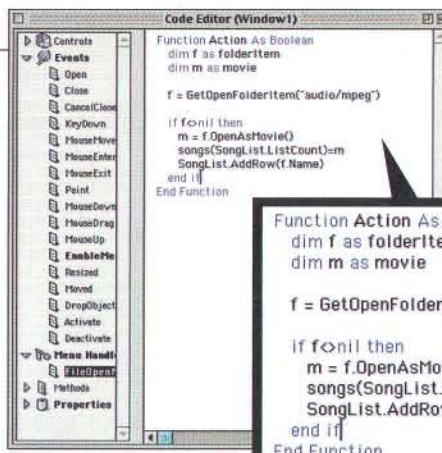 Code Editor (Window1)
Controls
Events
Open
Close
CancelClose
KeyDown
MouseMove
MouseEnter
MouseExit
Paint
MouseDown
MouseDrag
MouseUp
EnableMe
Resized
Moved
DropObject
Activate
Deactivate
Menu Handl
FileOpen
Methods
Properties
Function Action As Boolean
dim f as folderItem
dim m as movie
f = GetOpenFolderItem("audio/mpeg")
if f<>nil then
m = f.OpenAsMovie()
songs(SongList.ListCount)=m
SongList.AddRow(f.Name)
end if
End Function
Function Action As
dim f as folderIte
dim m as movie
f = GetOpenFolder
if f<>nil then
m = f.OpenAsMo
songs(SongList.
SongList.AddRov
end if
End Function